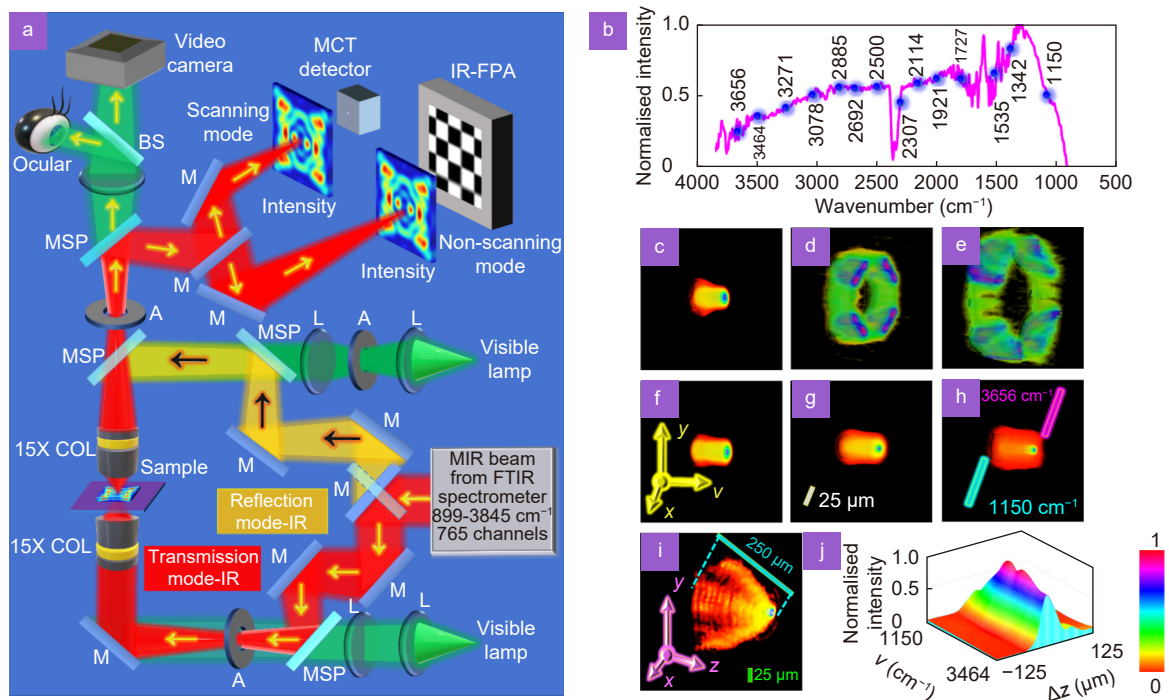 a
Video
camera
MCT
detector
IR-FPA
Scanning
mode
Ocular
BS
M
Intensity
MSP
Intensity
Non-scanning
mode
M
M
A
MSP
L
A
L
MSP
Visible
lamp
M
M
15X COL
Sample
M
MIR beam
from FTIR
spectrometer
899-3845 cm⁻¹
765 channels
Reflection
mode-IR
15X COL
Transmission
mode-IR
M
M
L
L
M
A
MSP
Visible
lamp
b
Normalised intensity
1.0
0.5
0
3656
3464
3271
3078
2885
2692
2500
2307
2114
1921
1727
1535
1342
1150
4000
3500
3000
2500
2000
1500
1000
500
Wavenumber (cm⁻¹)
c
d
e
f
y
v
x
g
25 μm
h
3656 cm⁻¹
1150 cm⁻¹
i
250 μm
y
z
x
25 μm
j
Normalised
intensity
1.0
0.5
0
1150
v (cm⁻¹)
3464
−125
125
Δz (μm)
1
0